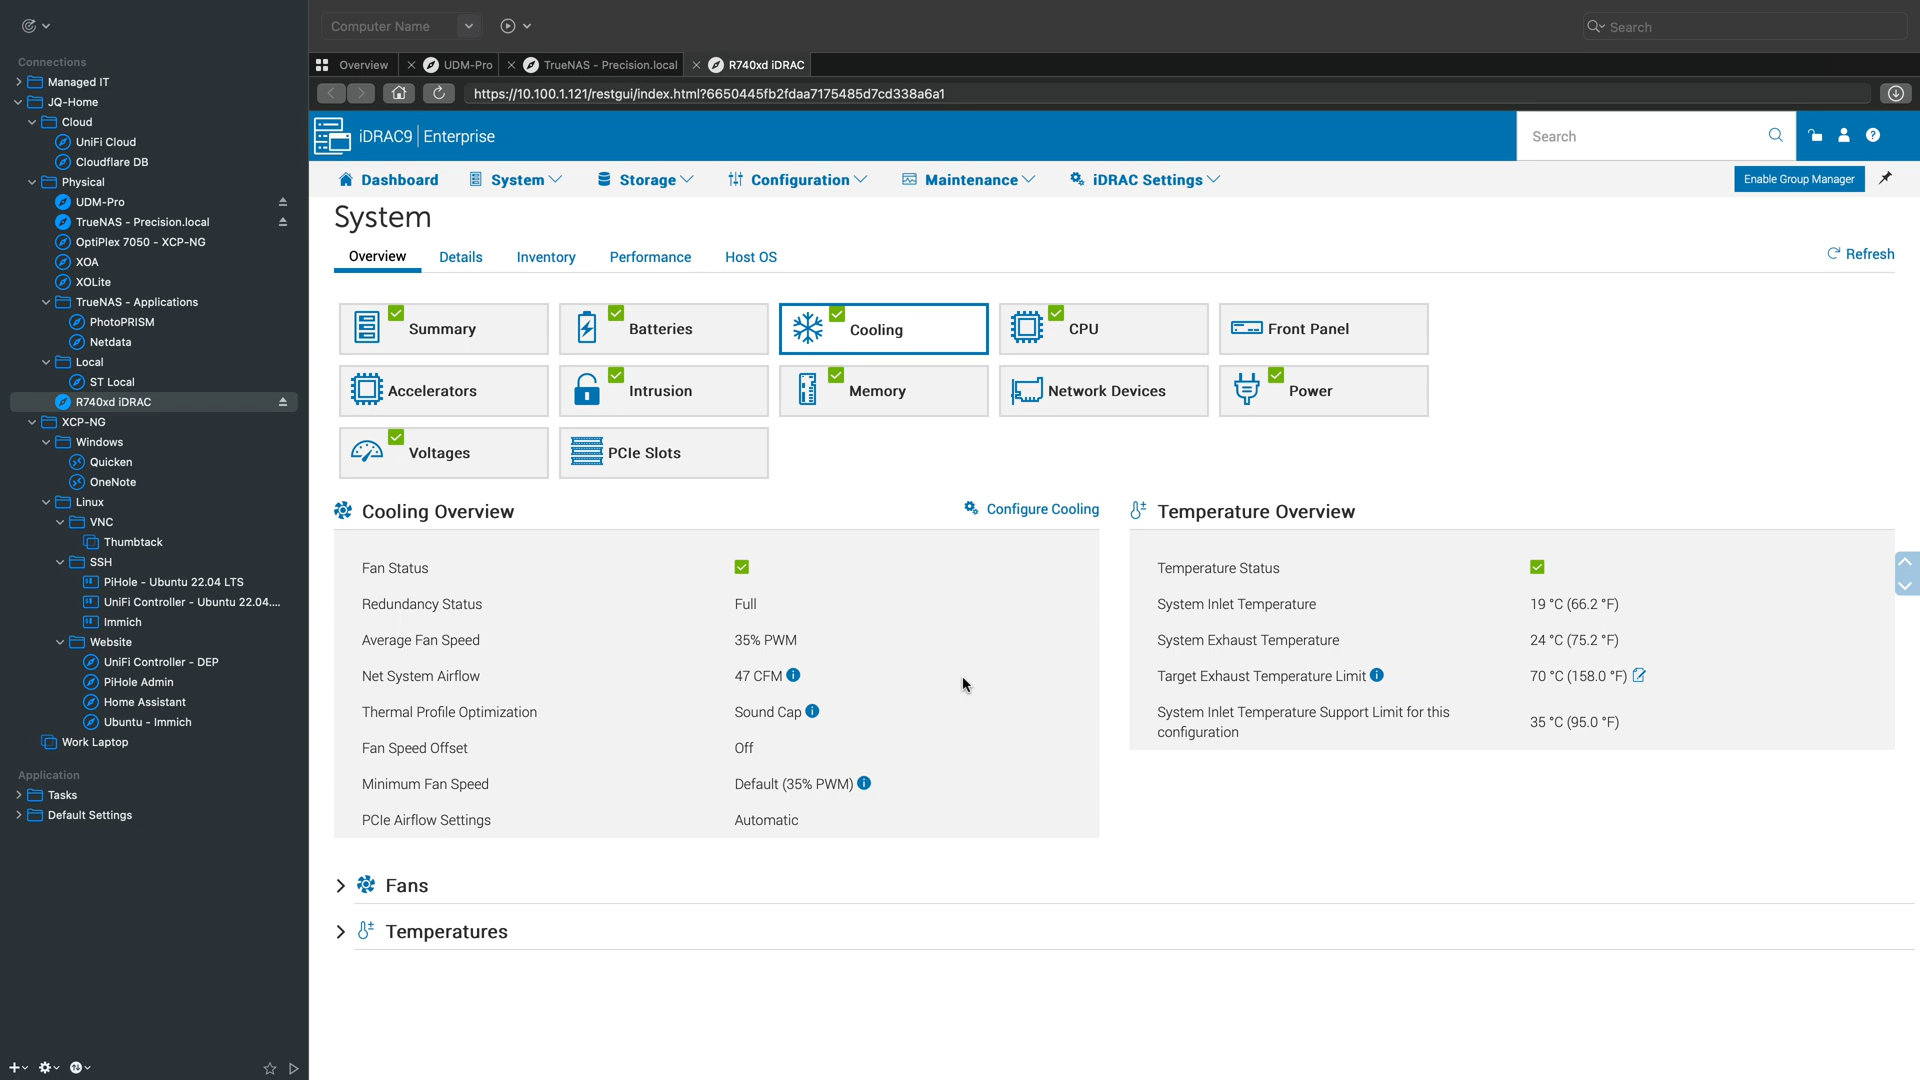 Computer Name
Search
Connections
Managed IT
JQ-Home
Cloud
UniFi Cloud
Cloudflare DB
Physical
UDM-Pro
TrueNAS - Precision.local
OptiPlex 7050 - XCP-NG
XOA
XOLite
TrueNAS - Applications
PhotoPRISM
Netdata
Local
ST Local
R740xd iDRAC
XCP-NG
Windows
Quicken
OneNote
Linux
VNC
Thumbtack
SSH
PiHole - Ubuntu 22.04 LTS
UniFi Controller - Ubuntu 22.04....
Immich
Website
UniFi Controller - DEP
PiHole Admin
Home Assistant
Ubuntu - Immich
Work Laptop
Application
Tasks
Default Settings
Overview UDM-Pro TrueNAS - Precision.local R740xd iDRAC
https://10.100.1.121/restgui/index.html?6650445fb2fdaa7175485d7cd338a6a1
iDRAC9 | Enterprise
Search
Dashboard System Storage Configuration Maintenance iDRAC Settings
Enable Group Manager
System
Overview Details Inventory Performance Host OS
Refresh
Summary Batteries Cooling CPU Front Panel
Accelerators Intrusion Memory Network Devices Power
Voltages PCIe Slots
Cooling Overview
Configure Cooling
Fan Status
Redundancy Status Full
Average Fan Speed 35% PWM
Net System Airflow 47 CFM
Thermal Profile Optimization Sound Cap
Fan Speed Offset Off
Minimum Fan Speed Default (35% PWM)
PCIe Airflow Settings Automatic
Temperature Overview
Temperature Status
System Inlet Temperature 19 °C (66.2 °F)
System Exhaust Temperature 24 °C (75.2 °F)
Target Exhaust Temperature Limit 70 °C (158.0 °F)
System Inlet Temperature Support Limit for this
configuration 35 °C (95.0 °F)
Fans
Temperatures